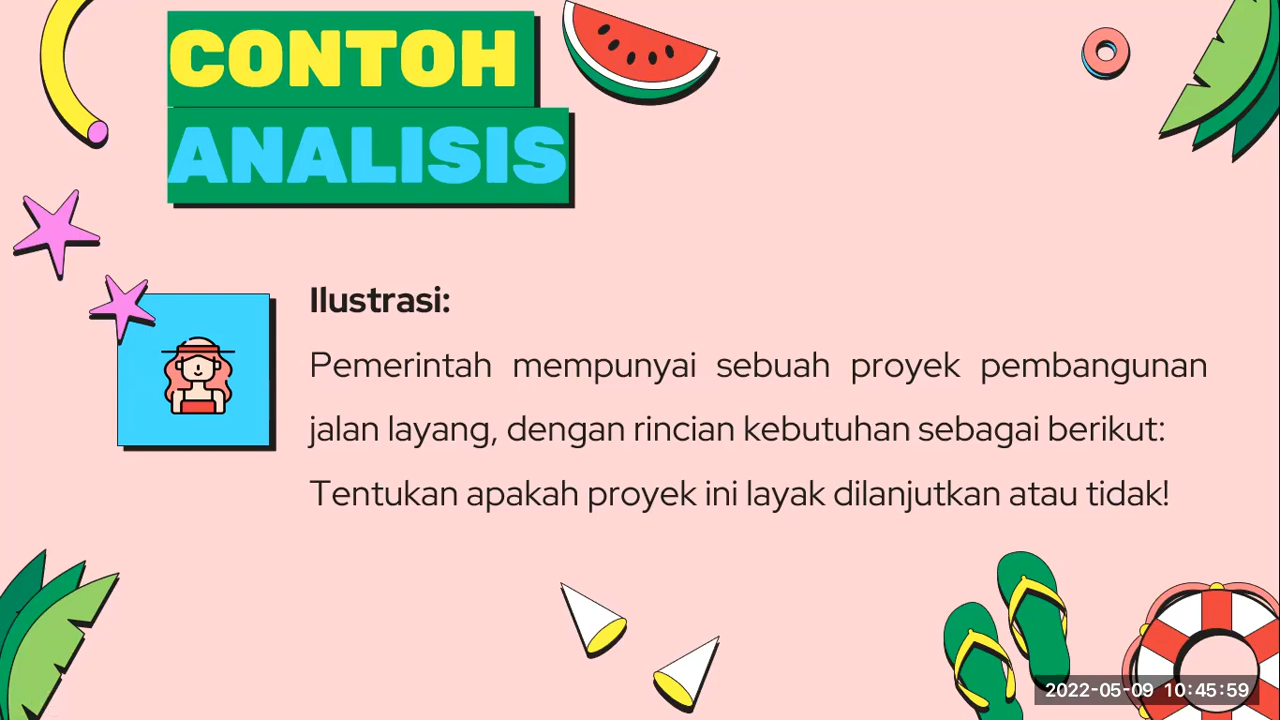 CONTOH
ANALISIS
Ilustrasi:
Pemerintah mempunyai sebuah proyek pembangunan
jalan layang, dengan rincian kebutuhan sebagai berikut:
Tentukan apakah proyek ini layak dilanjutkan atau tidak!
2022-05-09 10:45:59